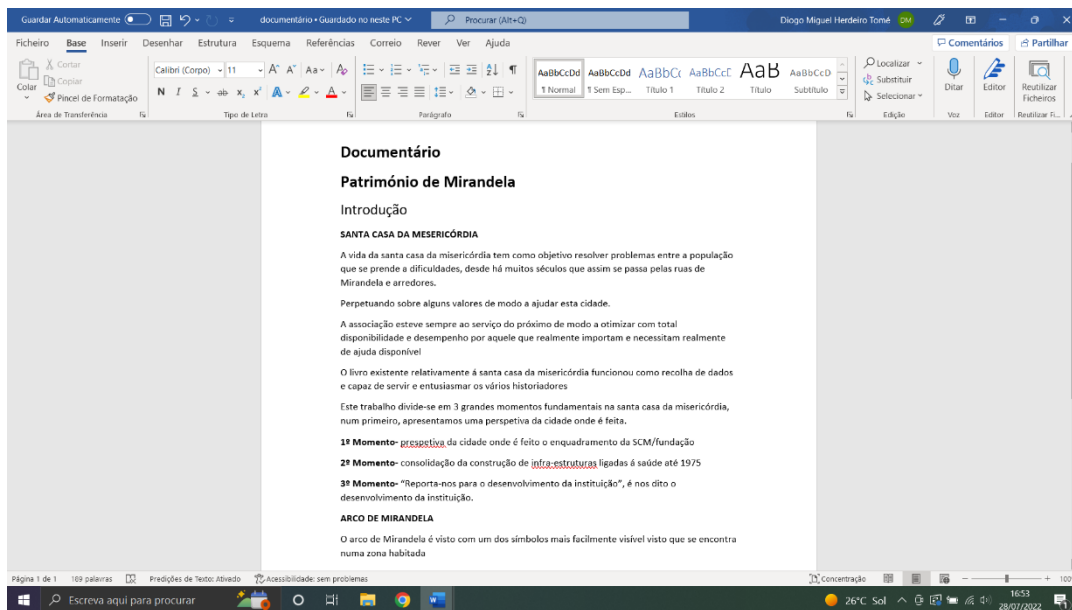 Guardar Automaticamente
documentário • Guardado no neste PC
Procurar (Alt+Q)
Diogo Miguel Herdeiro Tomé
DM
Ficheiro Base Inserir Desenhar Estrutura Esquema Referências Correio Rever Ver Ajuda
Comentários
Partilhar
Colar
Cortar
Copiar
Pincel de Formatação
Calibri (Corpo) 11
N I S ab x, x²
AaBbCcDd AaBbCcDd AaBbCc AaBbCcC AaB AaBbCcD
¶ Normal ¶ Sem Esp... Título 1 Título 2 Título Subtítulo
Localizar
Substituir
Selecionar
Ditar
Editor
Reutilizar Ficheiros
Área de Transferência Tipo de Letra Parágrafo Estilos Edição Voz Editor Reutilizar Fi...
Documentário
Património de Mirandela
Introdução
SANTA CASA DA MESERICÓRDIA
A vida da santa casa da misericórdia tem como objetivo resolver problemas entre a população
que se prende a dificuldades, desde há muitos séculos que assim se passa pelas ruas de
Mirandela e arredores.
Perpetuando sobre alguns valores de modo a ajudar esta cidade.
A associação esteve sempre ao serviço do próximo de modo a otimizar com total
disponibilidade e desempenho por aquele que realmente importam e necessitam realmente
de ajuda disponível
O livro existente relativamente á santa casa da misericórdia funcionou como recolha de dados
e capaz de servir e entusiasmar os vários historiadores
Este trabalho divide-se em 3 grandes momentos fundamentais na santa casa da misericórdia,
num primeiro, apresentamos uma perspetiva da cidade onde é feita.
1º Momento- prespetiva da cidade onde é feito o enquadramento da SCM/fundação
2º Momento- consolidação da construção de infra-estruturas ligadas á saúde até 1975
3º Momento- “Reporta-nos para o desenvolvimento da instituição”, é nos dito o
desenvolvimento da instituição.
ARCO DE MIRANDELA
O arco de Mirandela é visto com um dos símbolos mais facilmente visível visto que se encontra
numa zona habitada
Página 1 de 1 169 palavras Predições de Texto: Ativado Acessibilidade: sem problemas Concentração 100%
Escreva aqui para procurar
26°C Sol
16:53
28/07/2022